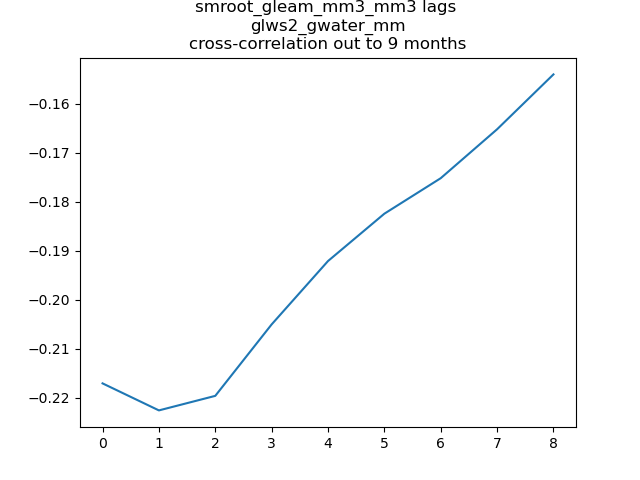 smroot_gleam_mm3_mm3 lags
glws2_gwater_mm
cross-correlation out to 9 months
−0.16
−0.17
−0.18
−0.19
−0.20
−0.21
−0.22
0 1 2 3 4 5 6 7 8